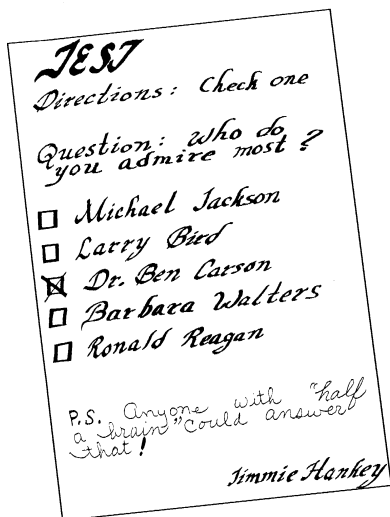 TEST
Directions: Check one
Question: Who do
you admire most?
Michael Jackson
Larry Bird
Dr. Ben Carson
Barbara Walters
Ronald Reagan
P.S. Anyone with "half
a brain" could answer
that!
Jimmie Hankey